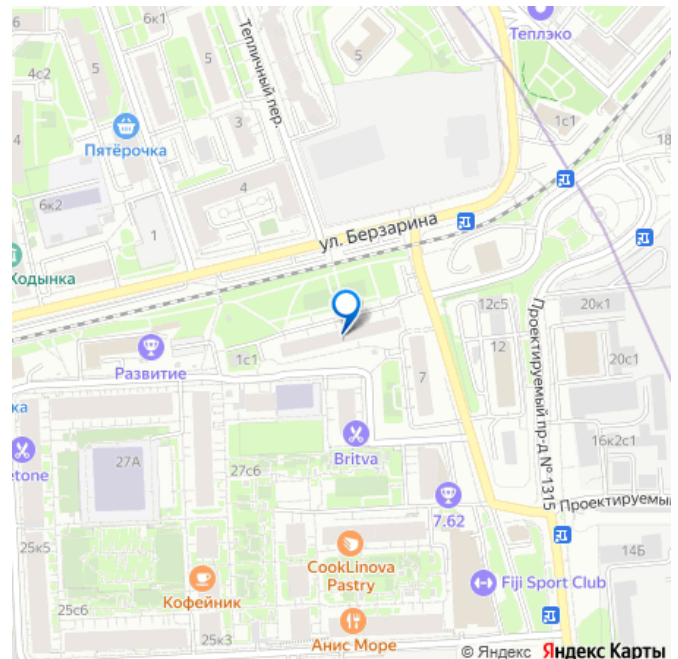 6к1
Теплэко
5
4с2
5
Тепличный пер.
1с1
3
18
4
Пятёрочка
4
6к2
1
ул. Берзарина
Ходынка
12с5
20к1
Проектируемый пр-д № 1315
1с1
12
Развитие
7
20с1
ка
16к2с1
27А
27с6
Britva
etone
7.62
Проектируемый
25к5
14Б
CookLinova
Pastry
Fiji Sport Club
Кофейник
25с6
25к3
Анис Море
© Яндекс Яндекс Карты